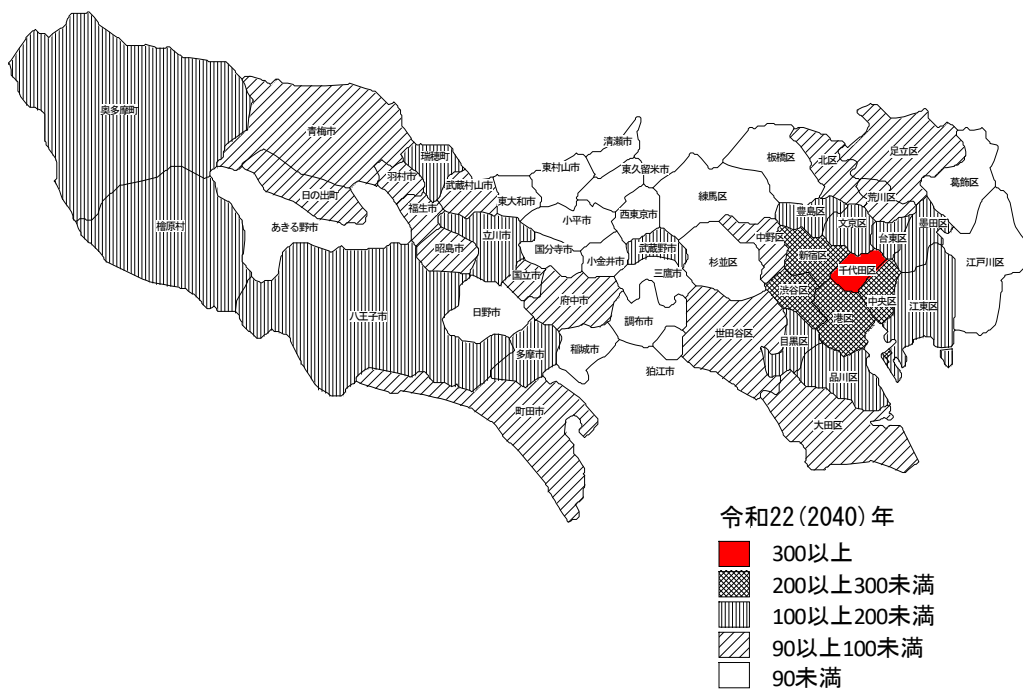 奥多摩町
青梅市
檜原村
日の出町
あきる野市
瑞穂町
羽村市
武蔵村山市
福生市
昭島市
東大和市
立川市
八王子市
日野市
国立市
国分寺市
府中市
多摩市
稲城市
町田市
清瀬市
東村山市
東久留米市
小平市
西東京市
小金井市
武蔵野市
三鷹市
調布市
狛江市
板橋区
北区
足立区
練馬区
荒川区
葛飾区
豊島区
文京区
墨田区
台東区
中野区
杉並区
新宿区
千代田区
江戸川区
渋谷区
中央区
江東区
港区
世田谷区
目黒区
品川区
大田区
令和22(2040)年
300以上
200以上300未満
100以上200未満
90以上100未満
90未満